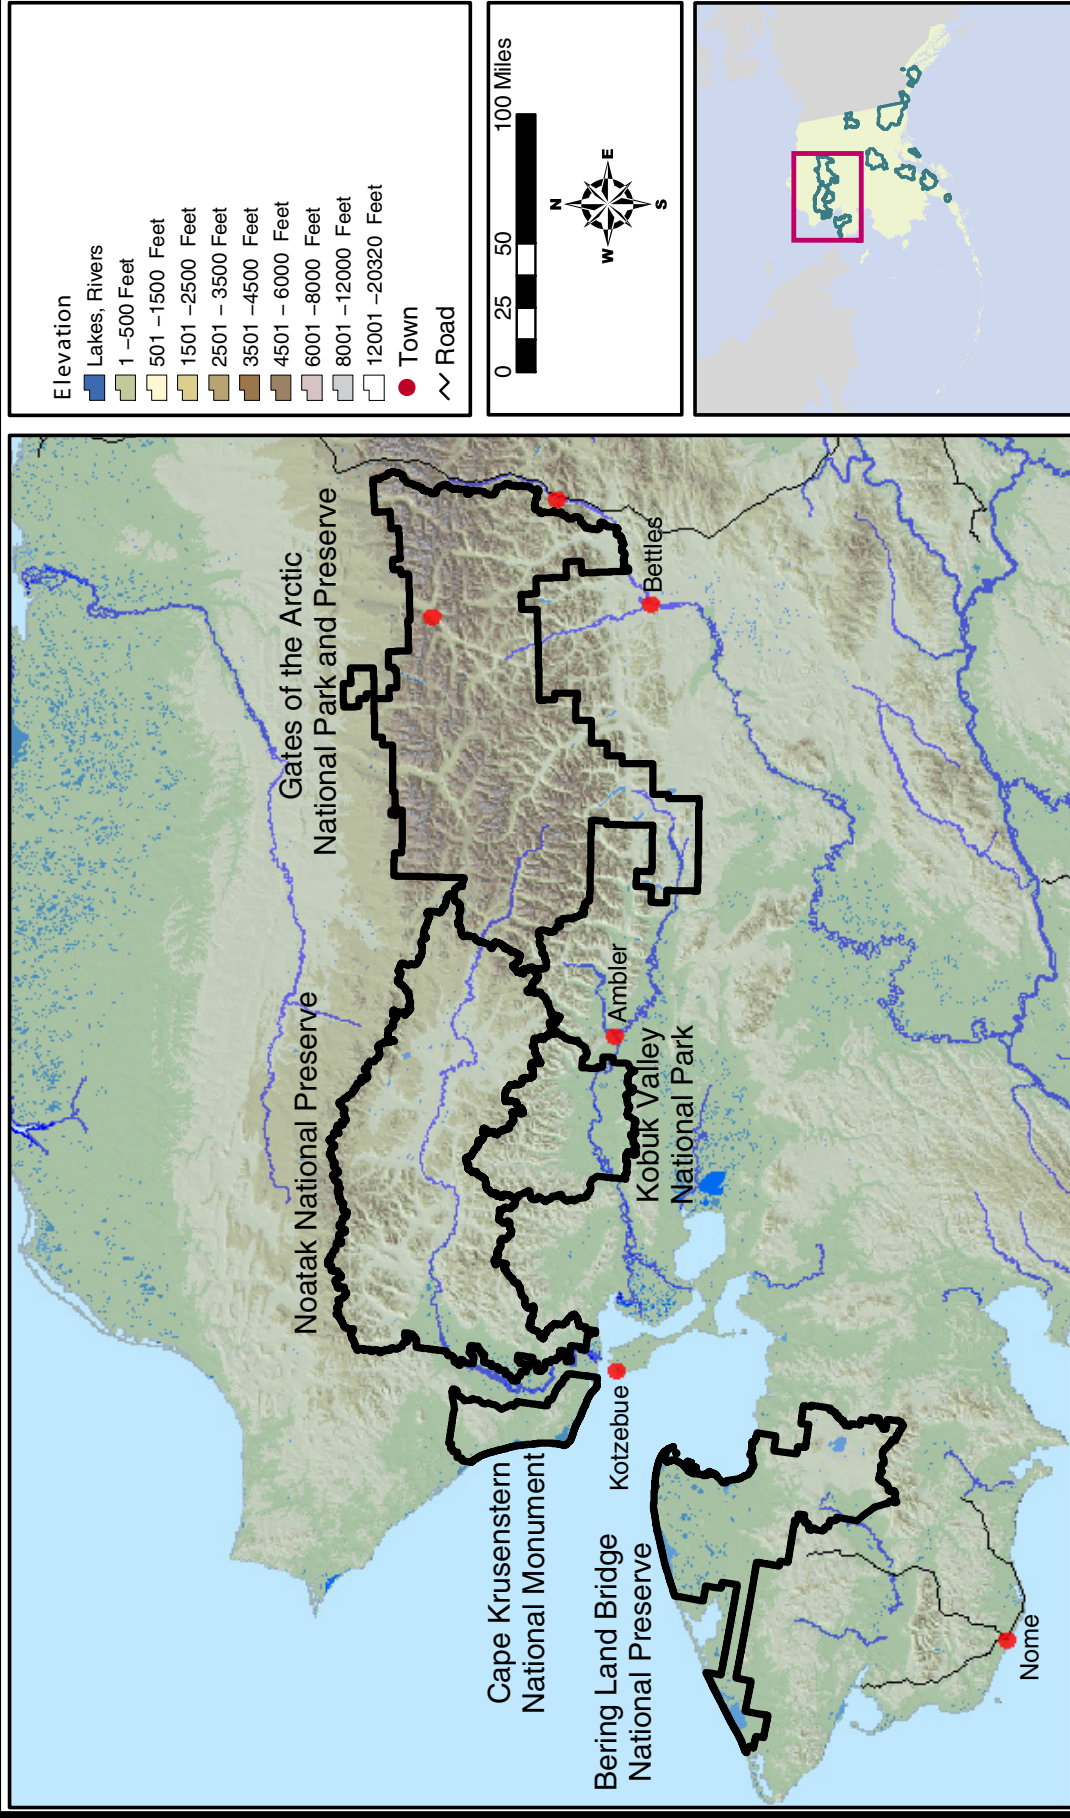 Gates of the Arctic
National Park and Preserve
Noatak National Preserve
Bettles
Ambler
Kobuk Valley
National Park
Kotzebue
Cape Krusenstern
National Monument
Bering Land Bridge
National Preserve
Nome
Elevation
Lakes, Rivers
1 –500 Feet
501 –1500 Feet
1501 –2500 Feet
2501 – 3500 Feet
3501 –4500 Feet
4501 – 6000 Feet
6001 –8000 Feet
8001 –12000 Feet
12001 –20320 Feet
Town
Road
0 25 50 100 Miles
N
W E
S